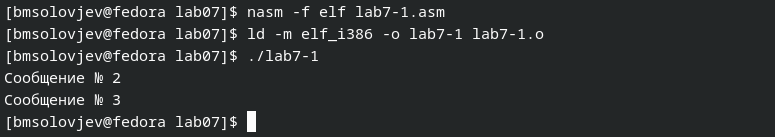 [bmsolovjev@fedora lab07]$ nasm -f elf lab7-1.asm
[bmsolovjev@fedora lab07]$ ld -m elf_i386 -o lab7-1 lab7-1.o
[bmsolovjev@fedora lab07]$ ./lab7-1
Сообщение № 2
Сообщение № 3
[bmsolovjev@fedora lab07]$